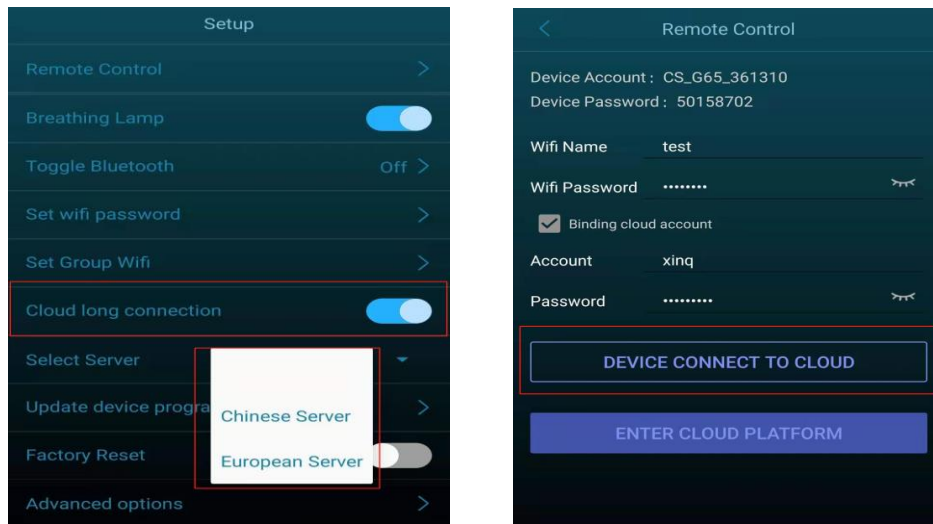 Setup
Remote Control
Breathing Lamp
Toggle Bluetooth Off
Set wifi password
Set Group Wifi
Cloud long connection
Select Server
Chinese Server
Update device progra
European Server
Factory Reset
Advanced options
Remote Control
Device Account : CS_G65_361310
Device Password : 50158702
Wifi Name test
Wifi Password ········
Binding cloud account
Account xinq
Password ·········
DEVICE CONNECT TO CLOUD
ENTER CLOUD PLATFORM